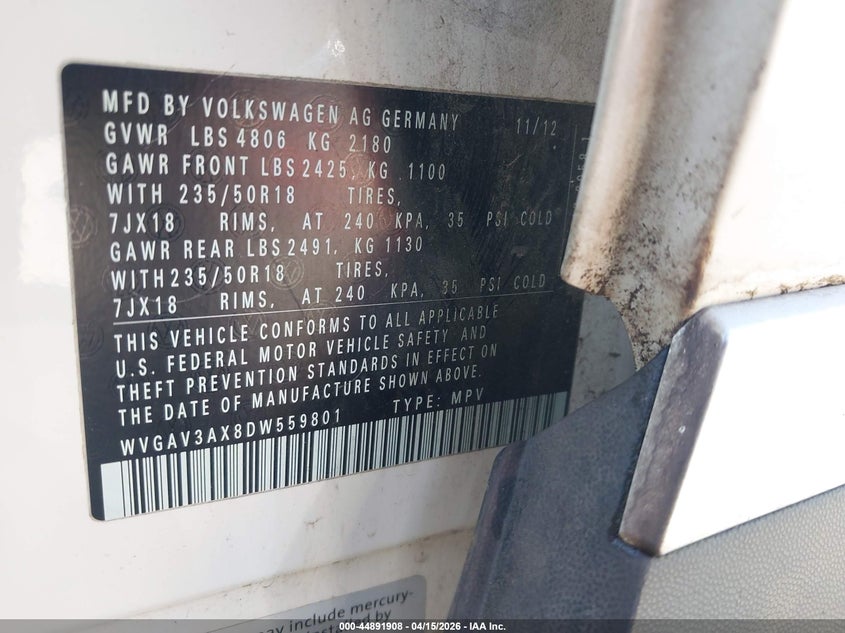 MFD BY VOLKSWAGEN AG GERMANY 11/12
GVWR LBS 4806 KG 2180
GAWR FRONT LBS 2425, KG 1100
WITH 235/50R18 TIRES,
7JX18 RIMS, AT 240 KPA, 35 PSI COLD
GAWR REAR LBS 2491, KG 1130
WITH 235/50R18 TIRES,
7JX18 RIMS, AT 240 KPA, 35 PSI COLD
THIS VEHICLE CONFORMS TO ALL APPLICABLE
U.S. FEDERAL MOTOR VEHICLE SAFETY AND
THEFT PREVENTION STANDARDS IN EFFECT ON
THE DATE OF MANUFACTURE SHOWN ABOVE.
WVGAV3AX8DW559801 TYPE: MPV
may include mercury-
by
000-44891908 - 04/15/2026 - IAA Inc.